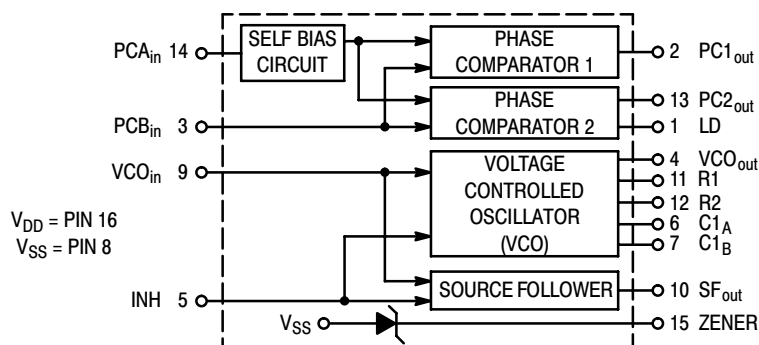 PCAin 14
SELF BIAS
CIRCUIT
PHASE
COMPARATOR 1
2 PC1out
PCBin 3
PHASE
COMPARATOR 2
13 PC2out
1 LD
VCOin 9
VOLTAGE
CONTROLLED
OSCILLATOR
(VCO)
4 VCOout
11 R1
12 R2
6 C1A
7 C1B
VDD = PIN 16
VSS = PIN 8
INH 5
SOURCE FOLLOWER
10 SFout
VSS
15 ZENER